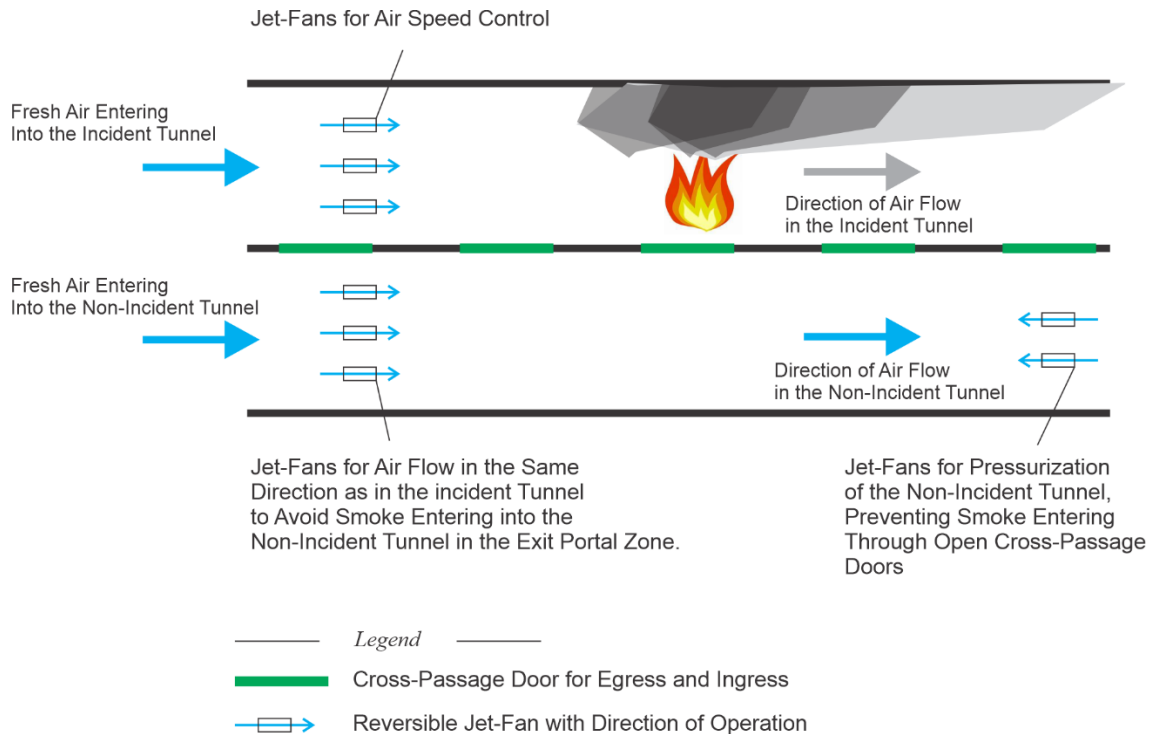 Jet-Fans for Air Speed Control
Fresh Air Entering
Into the Incident Tunnel
Direction of Air Flow
in the Incident Tunnel
Fresh Air Entering
Into the Non-Incident Tunnel
Direction of Air Flow
in the Non-Incident Tunnel
Jet-Fans for Air Flow in the Same
Direction as in the incident Tunnel
to Avoid Smoke Entering into the
Non-Incident Tunnel in the Exit Portal Zone.
Jet-Fans for Pressurization
of the Non-Incident Tunnel,
Preventing Smoke Entering
Through Open Cross-Passage
Doors
Legend
Cross-Passage Door for Egress and Ingress
Reversible Jet-Fan with Direction of Operation